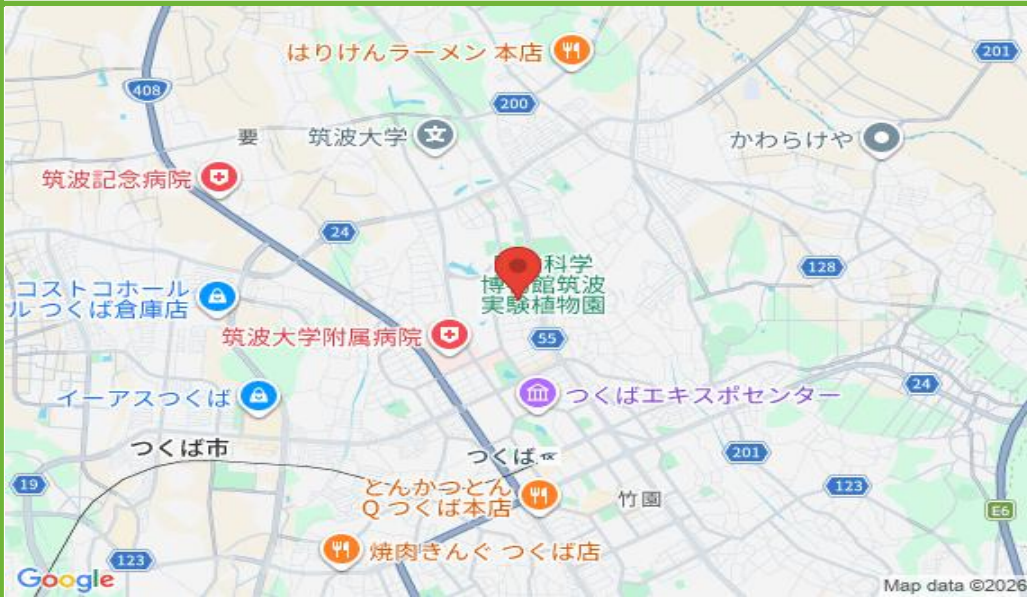 はりけんラーメン 本店
201
408
200
要
筑波大学
かわらけや
筑波記念病院
24
科学
博 館筑波
実験植物園
128
コストコホール
ル つくば倉庫店
筑波大学附属病院
55
イーアスつくば
つくばエキスポセンター
24
つくば市
つくば
201
19
とんかつとん
Q つくば本店
竹園
123
E6
焼肉きんぐ つくば店
123
Google
Map data ©2026